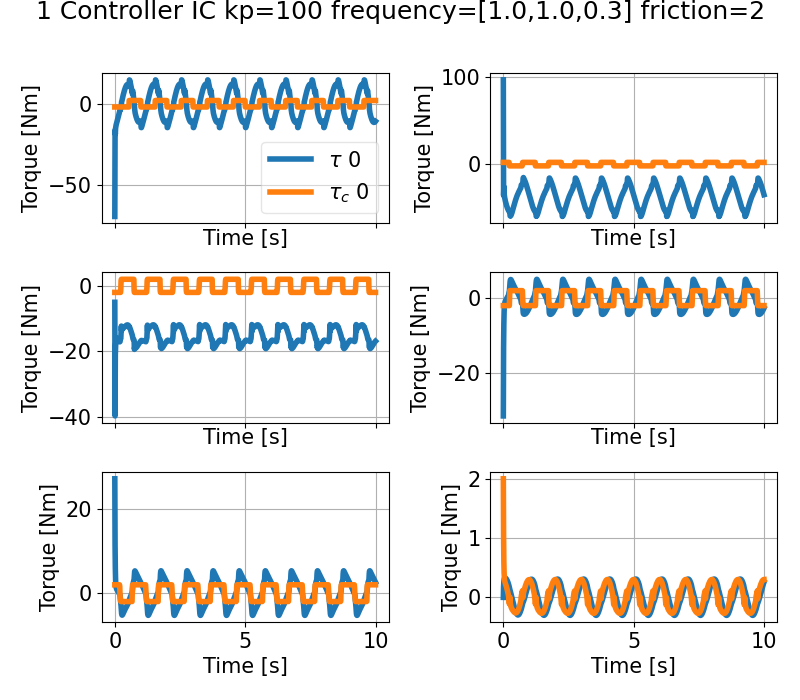 1 Controller IC kp=100 frequency=[1.0,1.0,0.3] friction=2
Torque [Nm]
0
−50
τ 0
τc 0
Time [s]
Torque [Nm]
100
0
Time [s]
Torque [Nm]
0
−20
−40
Time [s]
Torque [Nm]
0
−20
Time [s]
Torque [Nm]
20
0
0 5 10
Time [s]
Torque [Nm]
2
1
0
0 5 10
Time [s]